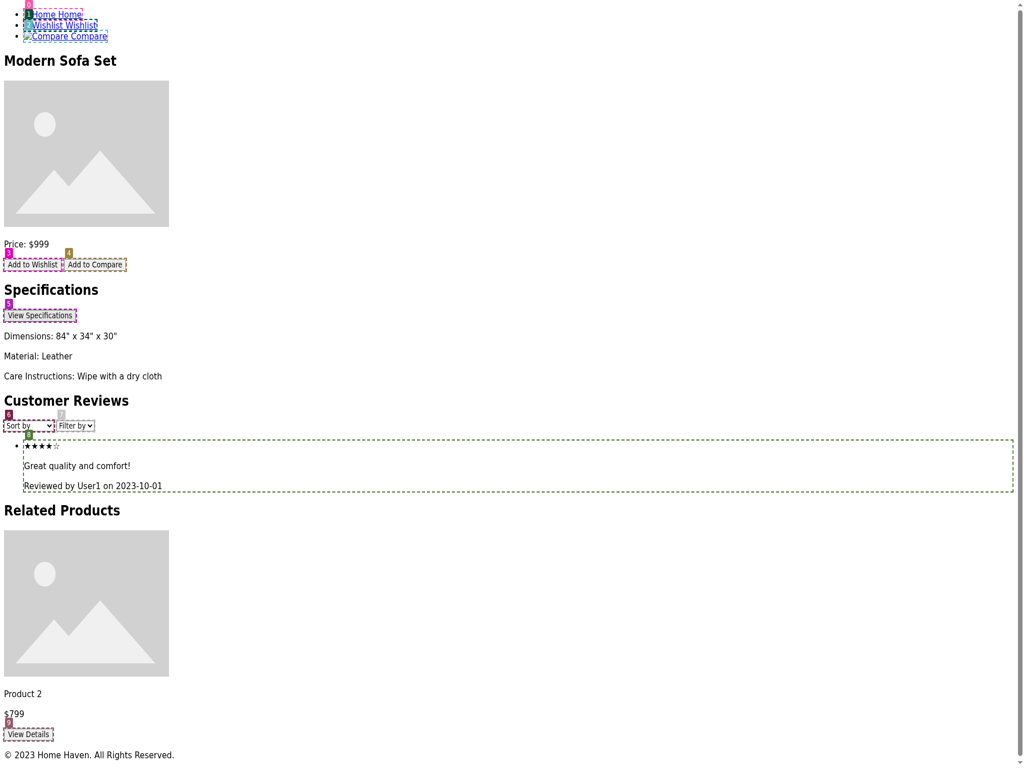 0
1 Home Home
2 Wishlist Wishlist
Compare Compare
Modern Sofa Set
Price: $999
3 4
Add to Wishlist Add to Compare
Specifications
5
View Specifications
Dimensions: 84" x 34" x 30"
Material: Leather
Care Instructions: Wipe with a dry cloth
Customer Reviews
6 7
Sort by Filter by
8
★★★★☆
Great quality and comfort!
Reviewed by User1 on 2023-10-01
Related Products
Product 2
$799
9
View Details
© 2023 Home Haven. All Rights Reserved.